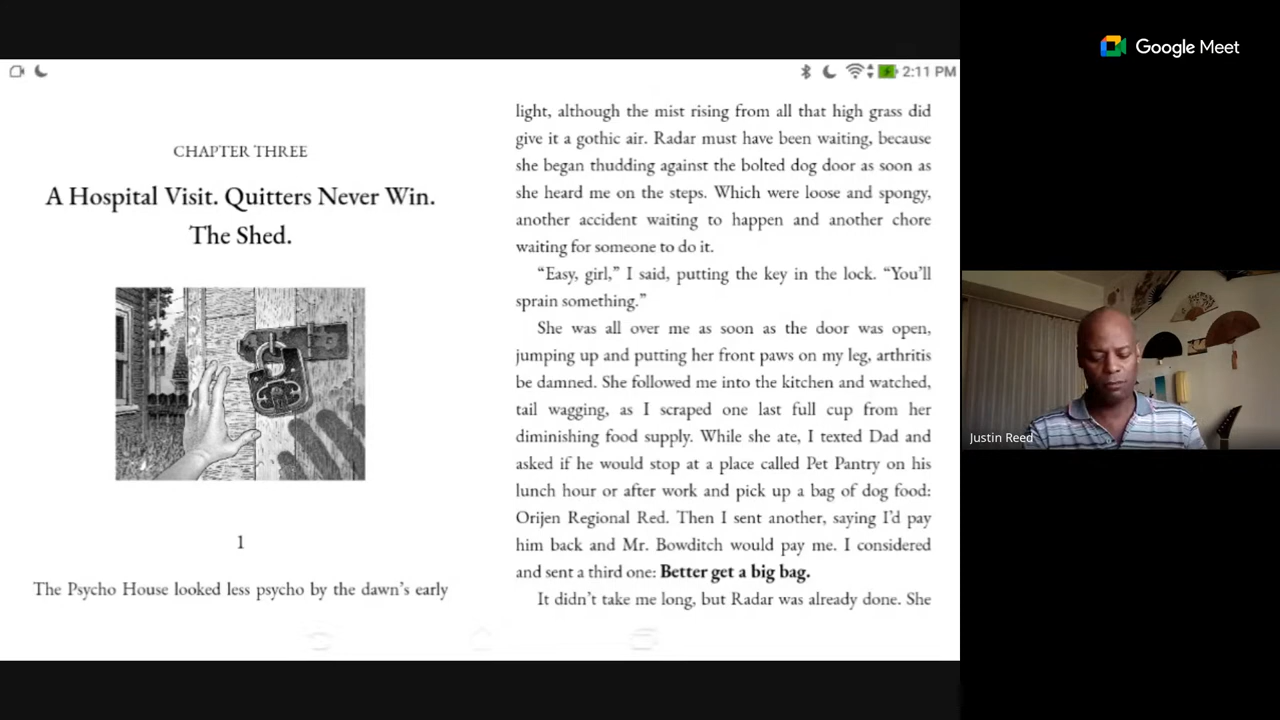 Google Meet
2:11 PM
CHAPTER THREE
A Hospital Visit. Quitters Never Win.
The Shed.
1
The Psycho House looked less psycho by the dawn’s early
light, although the mist rising from all that high grass did
give it a gothic air. Radar must have been waiting, because
she began thudding against the bolted dog door as soon as
she heard me on the steps. Which were loose and spongy,
another accident waiting to happen and another chore
waiting for someone to do it.
“Easy, girl,” I said, putting the key in the lock. “You’ll
sprain something.”
She was all over me as soon as the door was open,
jumping up and putting her front paws on my leg, arthritis
be damned. She followed me into the kitchen and watched,
tail wagging, as I scraped one last full cup from her
diminishing food supply. While she ate, I texted Dad and
asked if he would stop at a place called Pet Pantry on his
lunch hour or after work and pick up a bag of dog food:
Orijen Regional Red. Then I sent another, saying I’d pay
him back and Mr. Bowditch would pay me. I considered
and sent a third one: Better get a big bag.
It didn’t take me long, but Radar was already done. She
Justin Reed